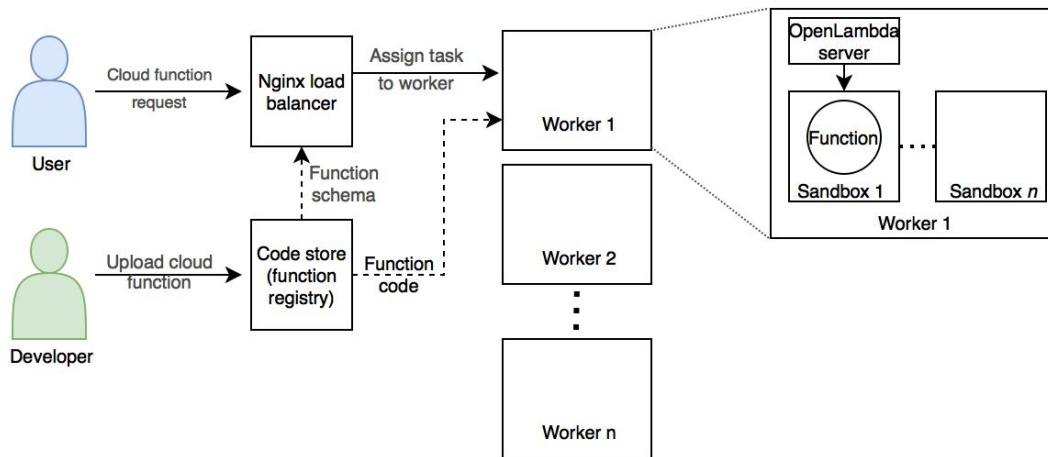 Cloud function
request
User
Nginx load
balancer
Assign task
to worker
Worker 1
OpenLambda
server
Function
Sandbox 1
Sandbox n
Worker 1
Function
schema
Upload cloud
function
Developer
Code store
(function
registry)
Function
code
Worker 2
Worker n